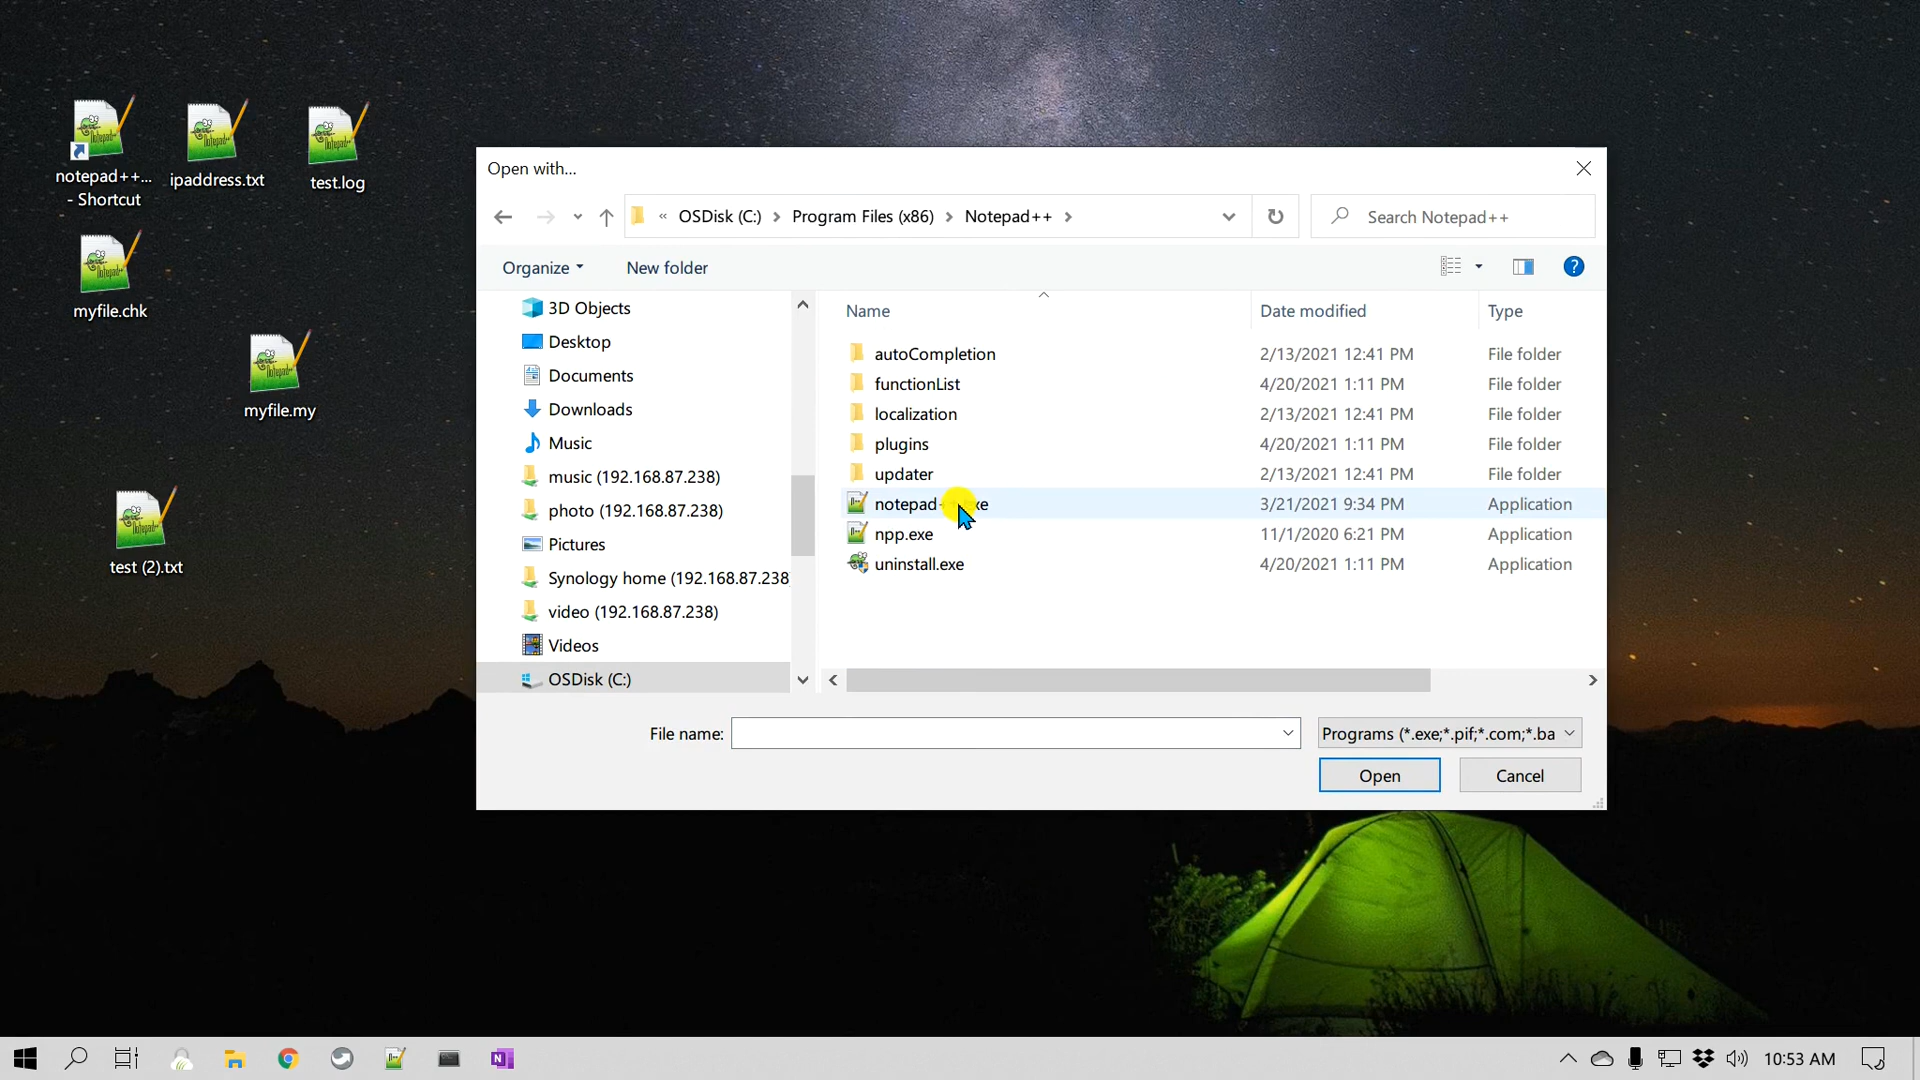 notepad++...
- Shortcut
ipaddress.txt
test.log
myfile.chk
myfile.my
test (2).txt
Open with...
« OSDisk (C:) > Program Files (x86) > Notepad++ >
Search Notepad++
Organize
New folder
3D Objects
Desktop
Documents
Downloads
Music
music (192.168.87.238)
photo (192.168.87.238)
Pictures
Synology home (192.168.87.238
video (192.168.87.238)
Videos
OSDisk (C:)
Name Date modified Type
autoCompletion 2/13/2021 12:41 PM File folder
functionList 4/20/2021 1:11 PM File folder
localization 2/13/2021 12:41 PM File folder
plugins 4/20/2021 1:11 PM File folder
updater 2/13/2021 12:41 PM File folder
notepad++.exe 3/21/2021 9:34 PM Application
npp.exe 11/1/2020 6:21 PM Application
uninstall.exe 4/20/2021 1:11 PM Application
File name:
Programs (*.exe;*.pif;*.com;*.ba
Open
Cancel
10:53 AM